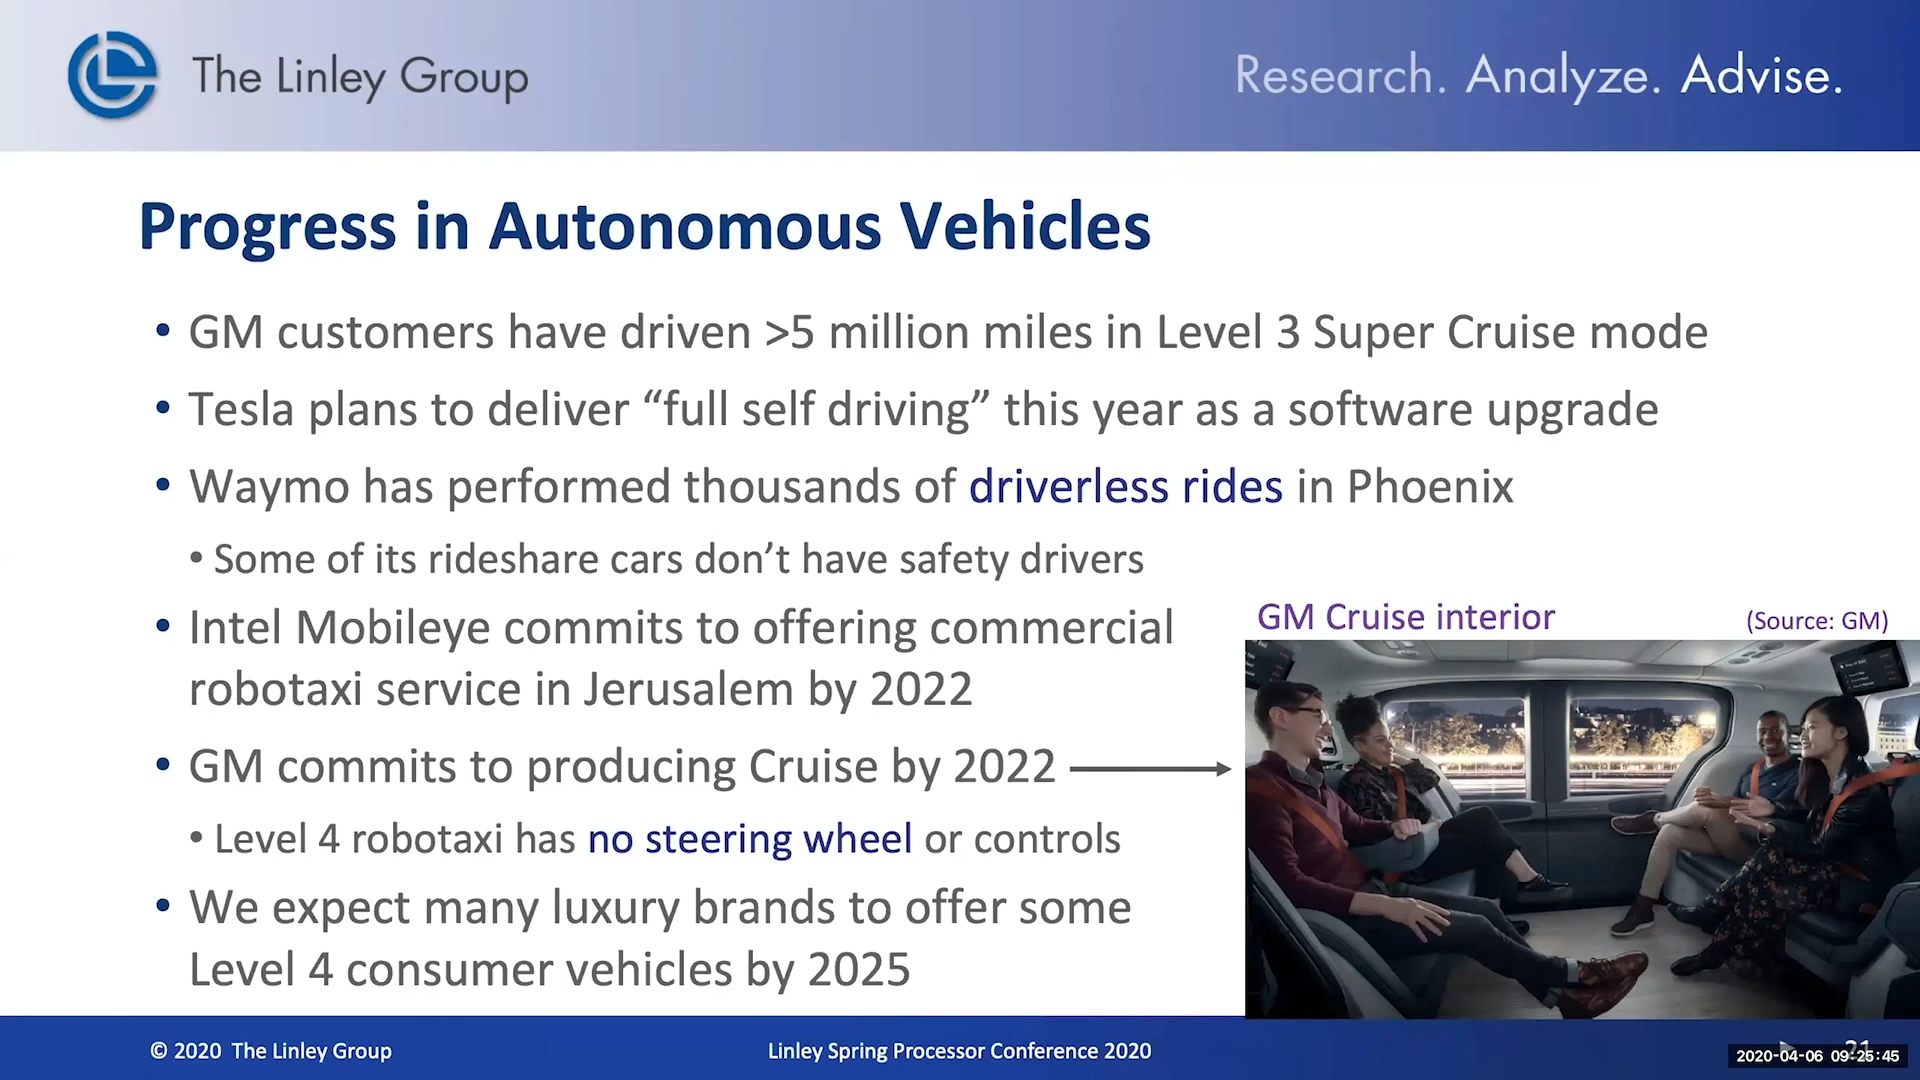 The Linley Group
Research. Analyze. Advise.
Progress in Autonomous Vehicles
• GM customers have driven >5 million miles in Level 3 Super Cruise mode
• Tesla plans to deliver “full self driving” this year as a software upgrade
• Waymo has performed thousands of driverless rides in Phoenix
• Some of its rideshare cars don’t have safety drivers
• Intel Mobileye commits to offering commercial
robotaxi service in Jerusalem by 2022
• GM commits to producing Cruise by 2022
• Level 4 robotaxi has no steering wheel or controls
• We expect many luxury brands to offer some
Level 4 consumer vehicles by 2025
GM Cruise interior
(Source: GM)
© 2020 The Linley Group
Linley Spring Processor Conference 2020
21
2020-04-06 09:25:45